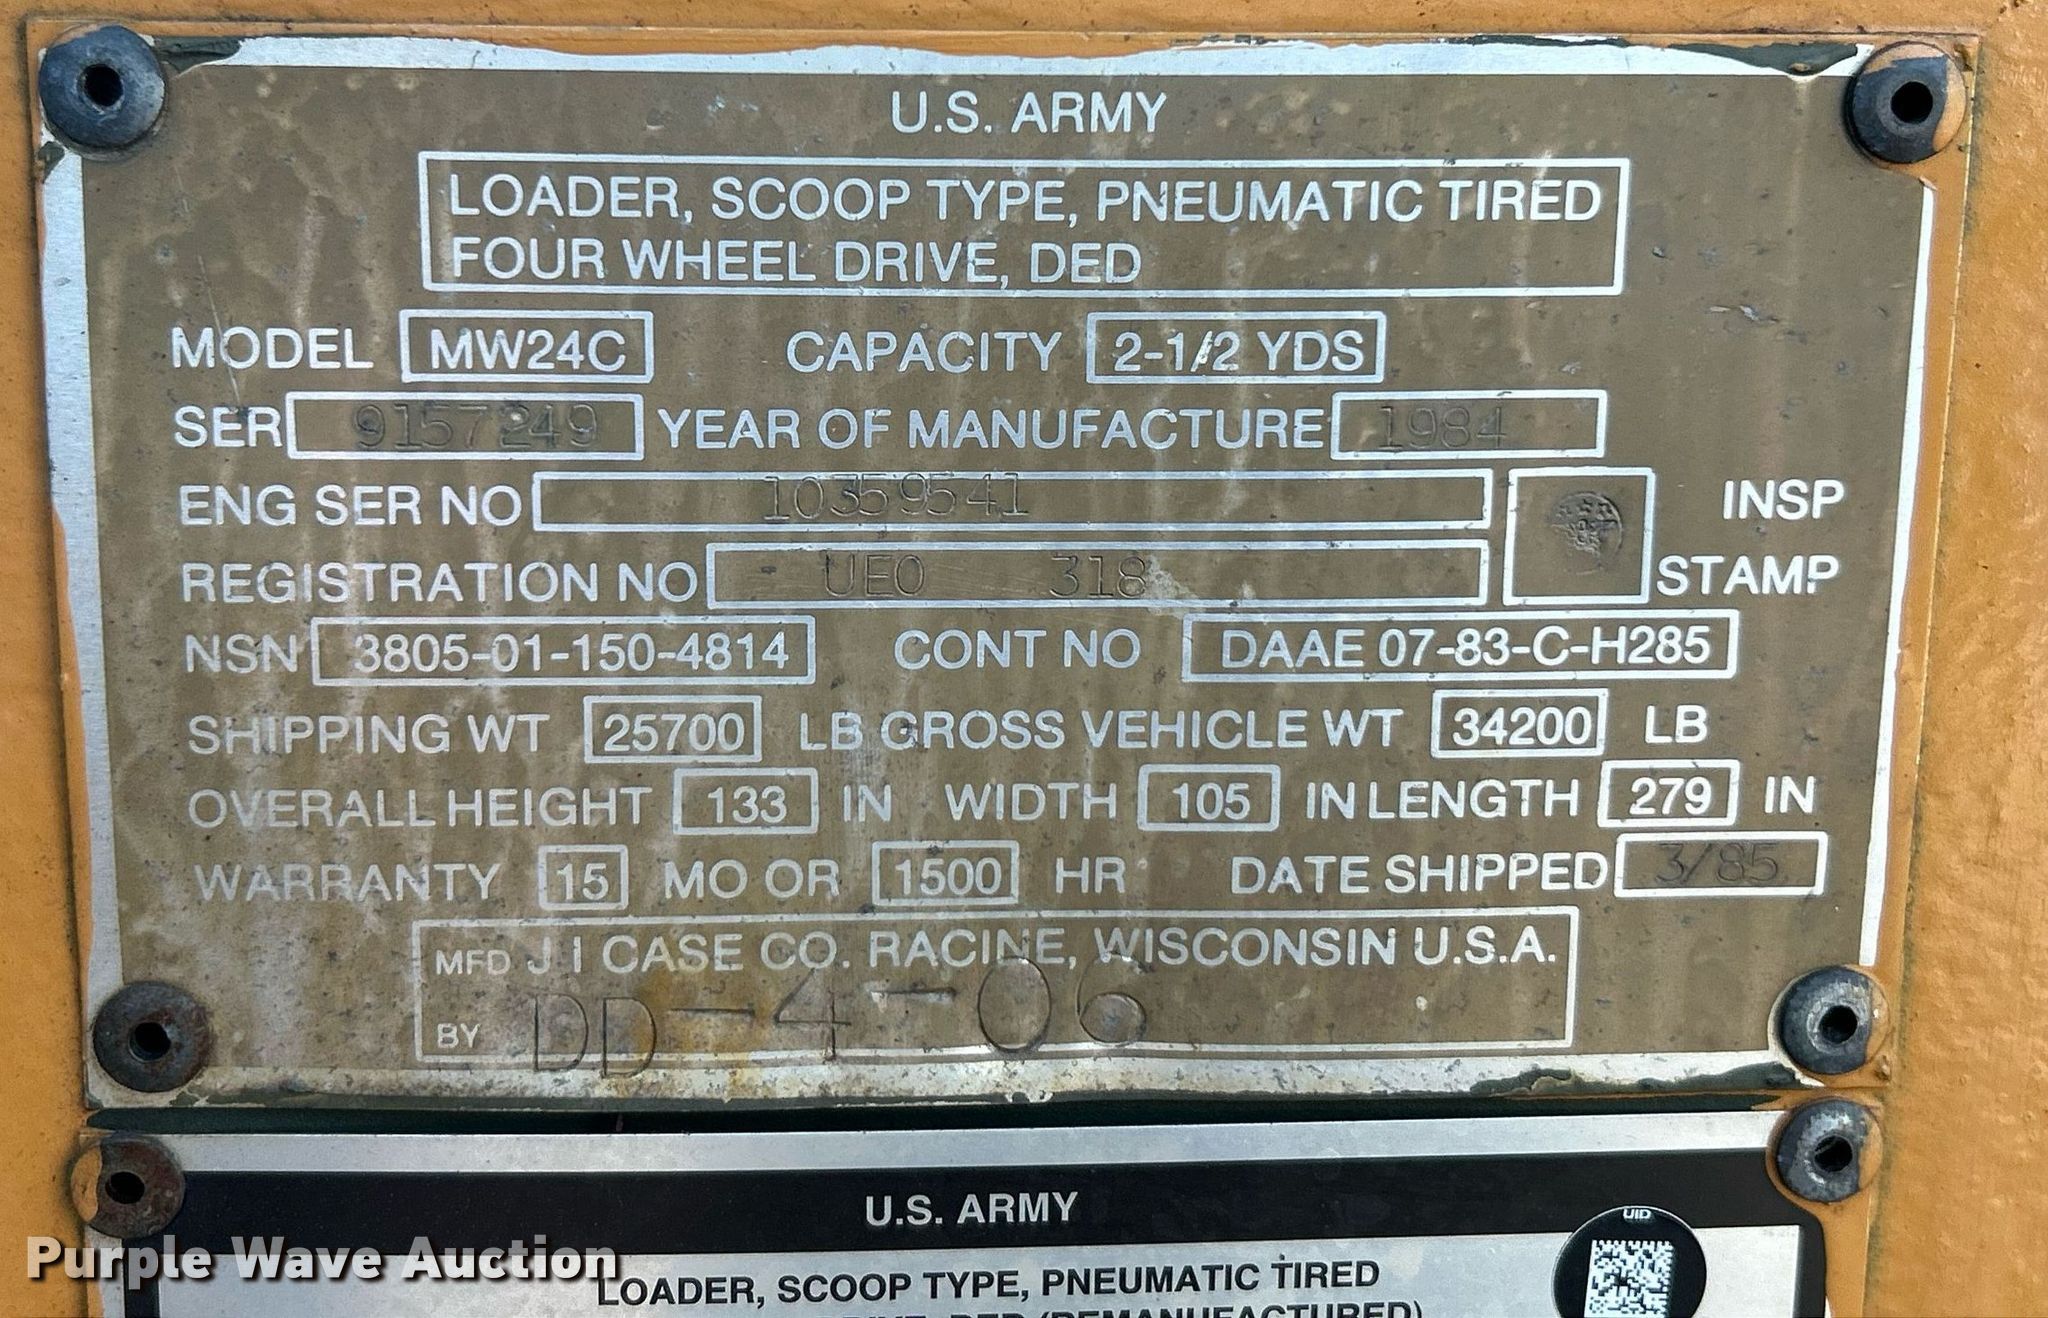 U.S. ARMY
LOADER, SCOOP TYPE, PNEUMATIC TIRED
FOUR WHEEL DRIVE, DED
MODEL MW24C CAPACITY 2-1/2 YDS
SER 9157249 YEAR OF MANUFACTURE 1984
ENG SER NO 10359541 INSP
REGISTRATION NO UE0 318 STAMP
NSN 3805-01-150-4814 CONT NO DAAE 07-83-C-H285
SHIPPING WT 25700 LB GROSS VEHICLE WT 34200 LB
OVERALL HEIGHT 133 IN WIDTH 105 IN LENGTH 279 IN
WARRANTY 15 MO OR 1500 HR DATE SHIPPED 3/85
MFD J I CASE CO. RACINE, WISCONSIN U.S.A.
BY DD-4-06
U.S. ARMY
UID
LOADER, SCOOP TYPE, PNEUMATIC TIRED
DRIVE, DED (REMANUFACTURED)
Purple Wave Auction